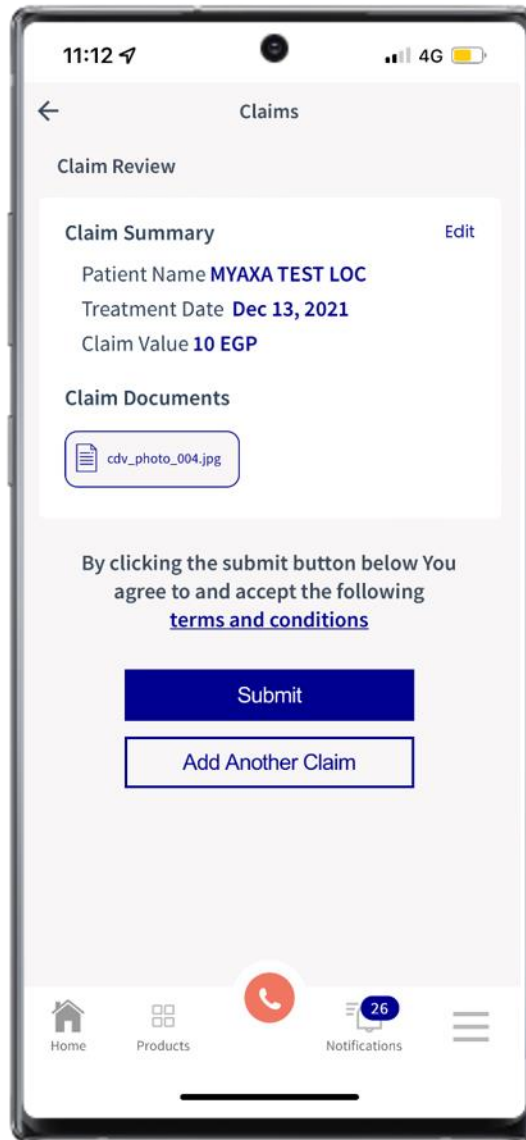 11:12
4G
Claims
Claim Review
Claim Summary
Edit
Patient Name MYAXA TEST LOC
Treatment Date Dec 13, 2021
Claim Value 10 EGP
Claim Documents
cdv_photo_004.jpg
By clicking the submit button below You
agree to and accept the following
terms and conditions
Submit
Add Another Claim
26
Home
Products
Notifications